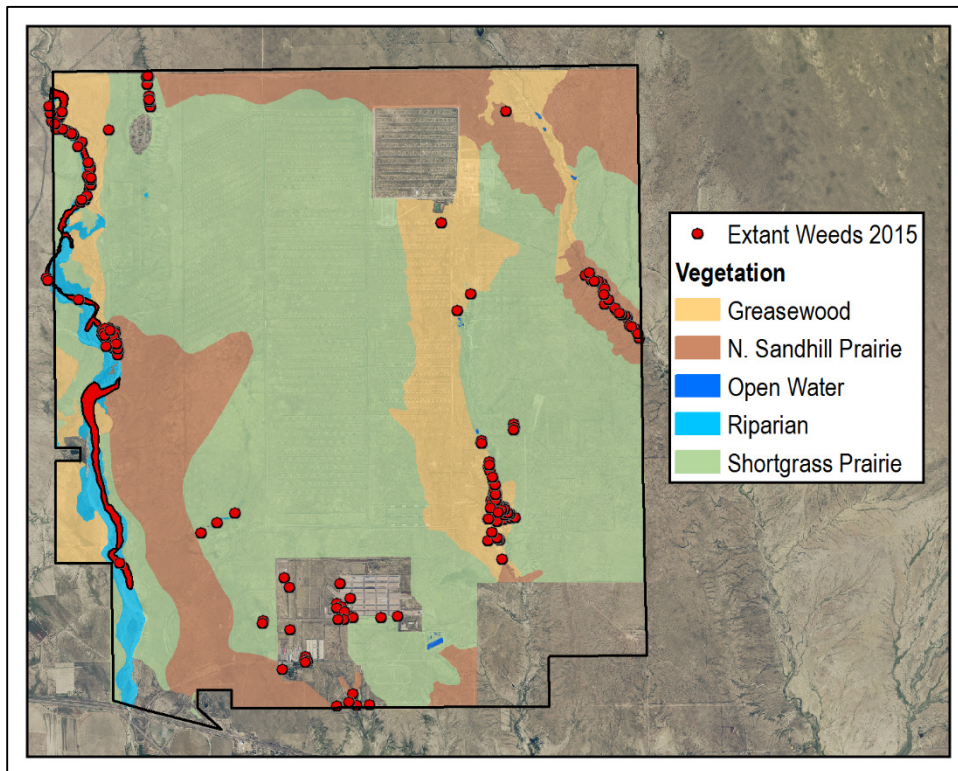 Extant Weeds 2015
Vegetation
Greasewood
N. Sandhill Prairie
Open Water
Riparian
Shortgrass Prairie